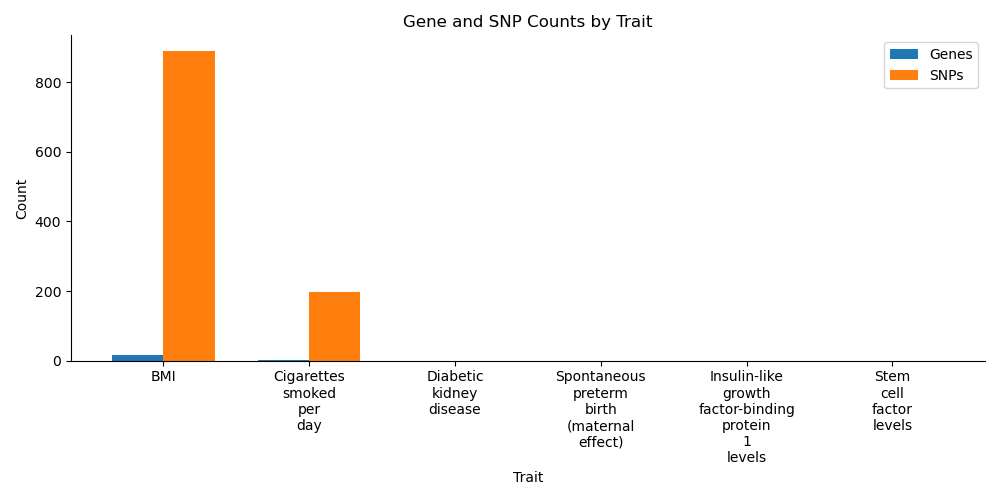 Gene and SNP Counts by Trait
Genes
SNPs
Count
800
600
400
200
0
BMI
Cigarettes
smoked
per
day
Diabetic
kidney
disease
Spontaneous
preterm
birth
(maternal
effect)
Insulin-like
growth
factor-binding
protein
1
levels
Stem
cell
factor
levels
Trait